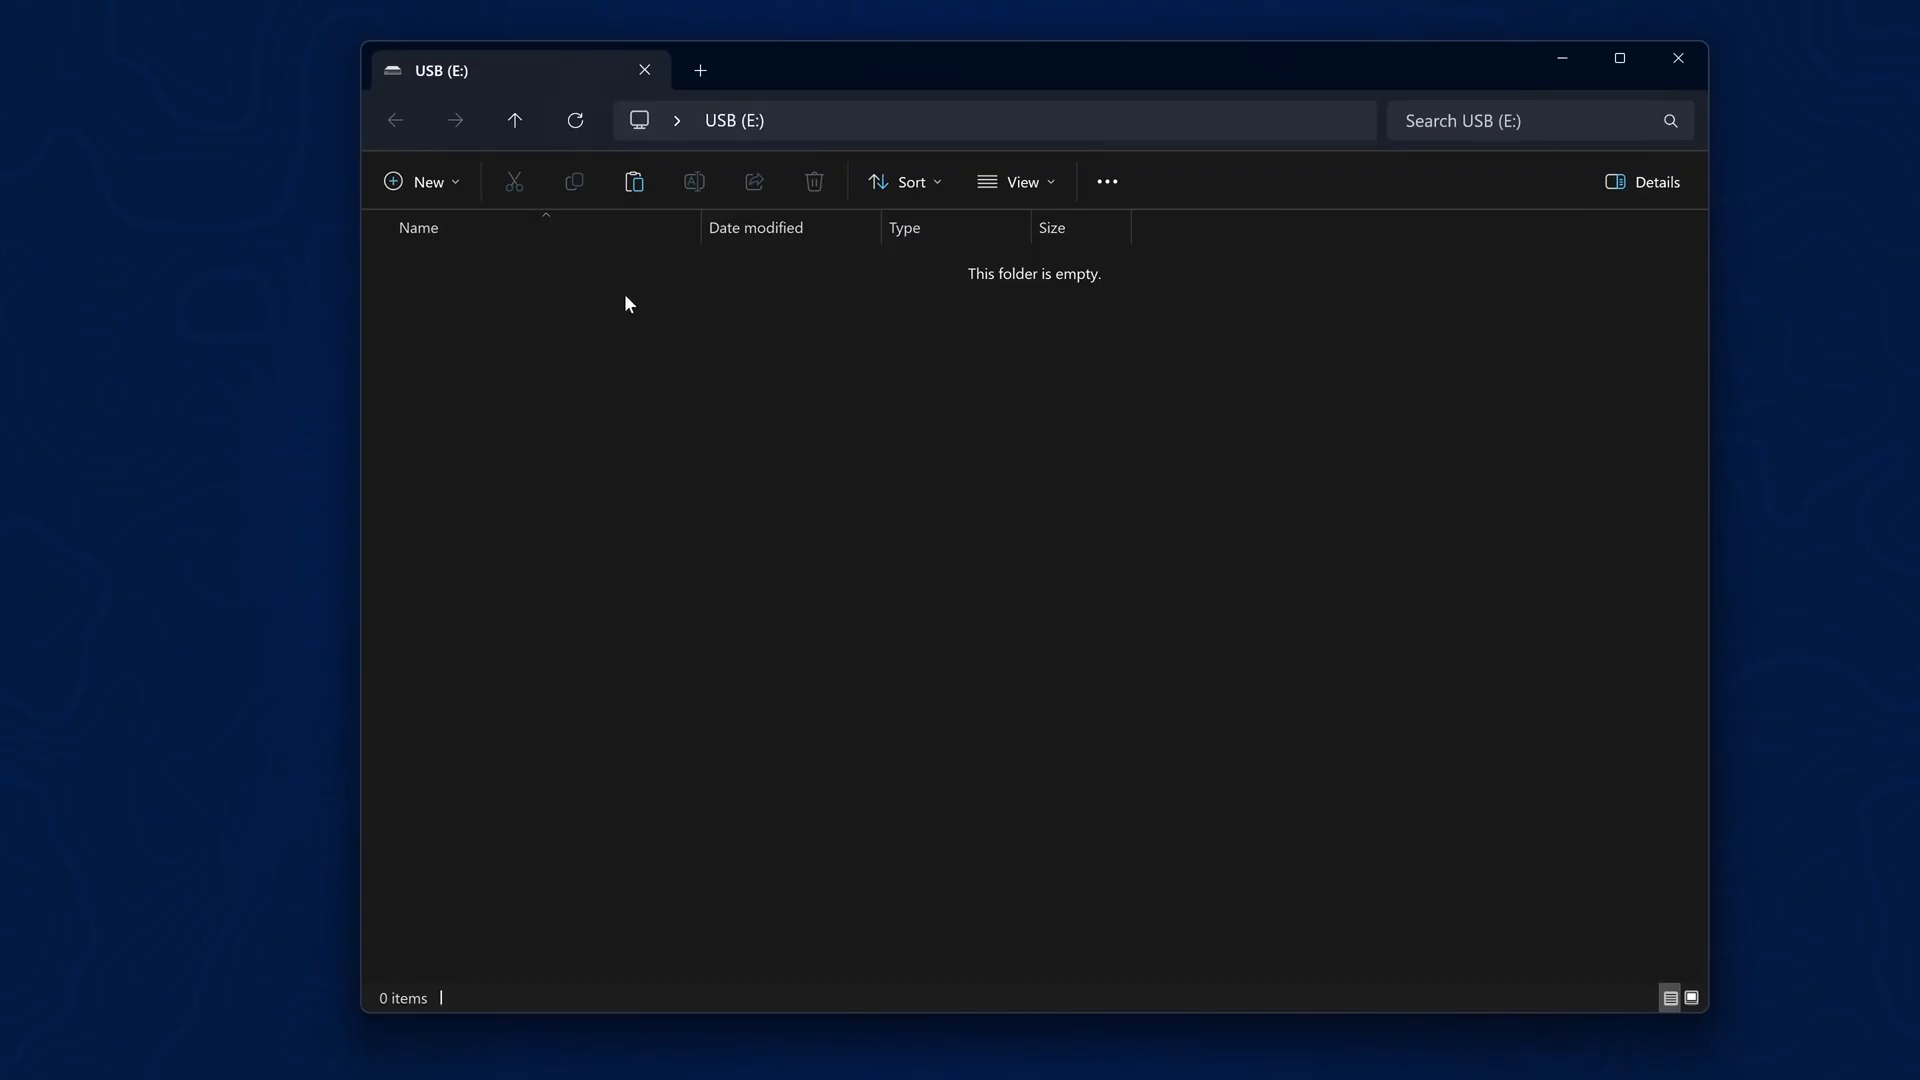 USB (E:)
USB (E:)
Search USB (E:)
New
Sort
View
Details
Name
Date modified
Type
Size
This folder is empty.
0 items